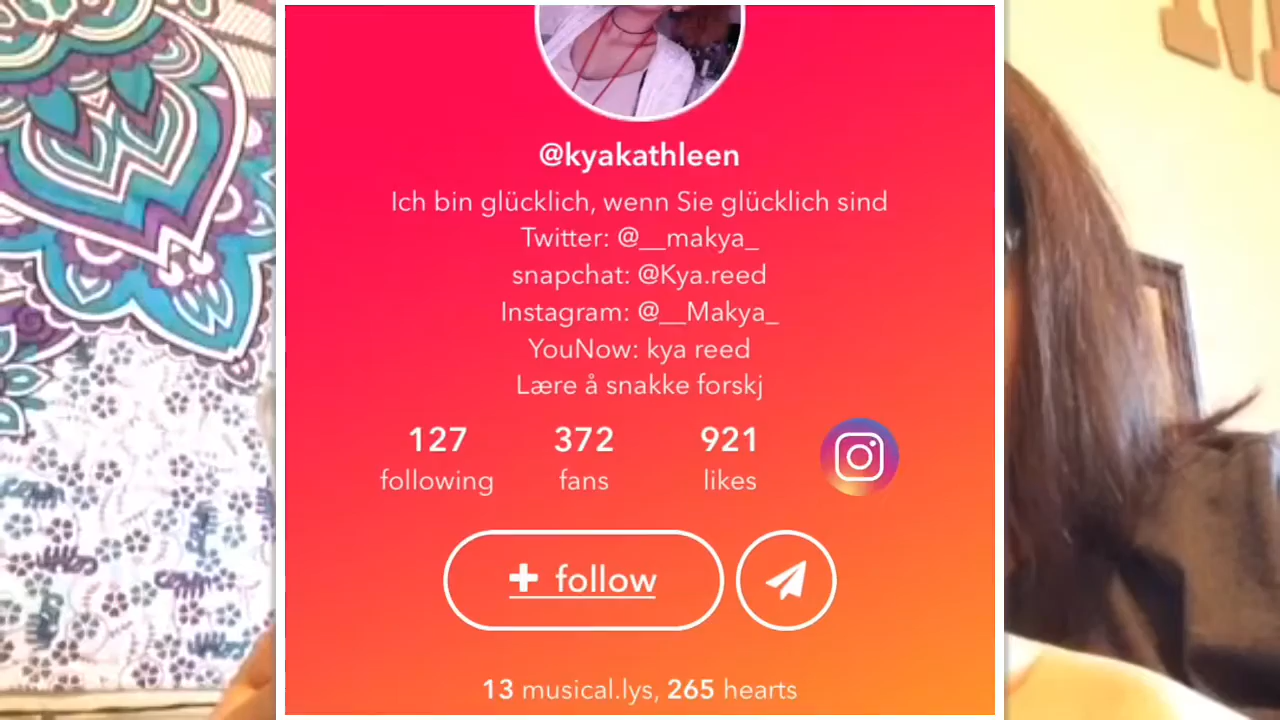 @kyakathleen
Ich bin glücklich, wenn Sie glücklich sind
Twitter: @__makya_
snapchat: @Kya.reed
Instagram: @__Makya_
YouNow: kya reed
Lære å snakke forskj
127 372 921
following fans likes
+ follow
13 musical.lys, 265 hearts